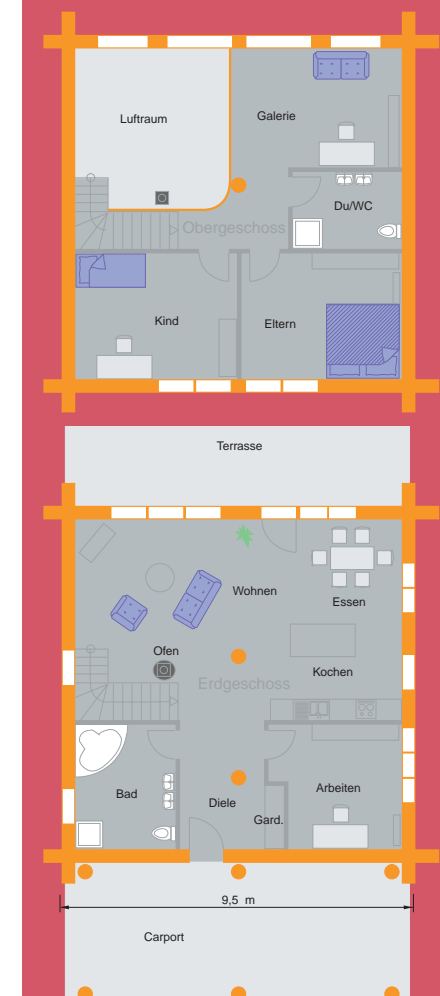 Luftraum
Galerie
Du/WC
Obergeschoss
Kind
Eltern
Terrasse
Wohnen
Essen
Ofen
Kochen
Erdgeschoss
Bad
Diele
Arbeiten
Gard.
9,5 m
Carport